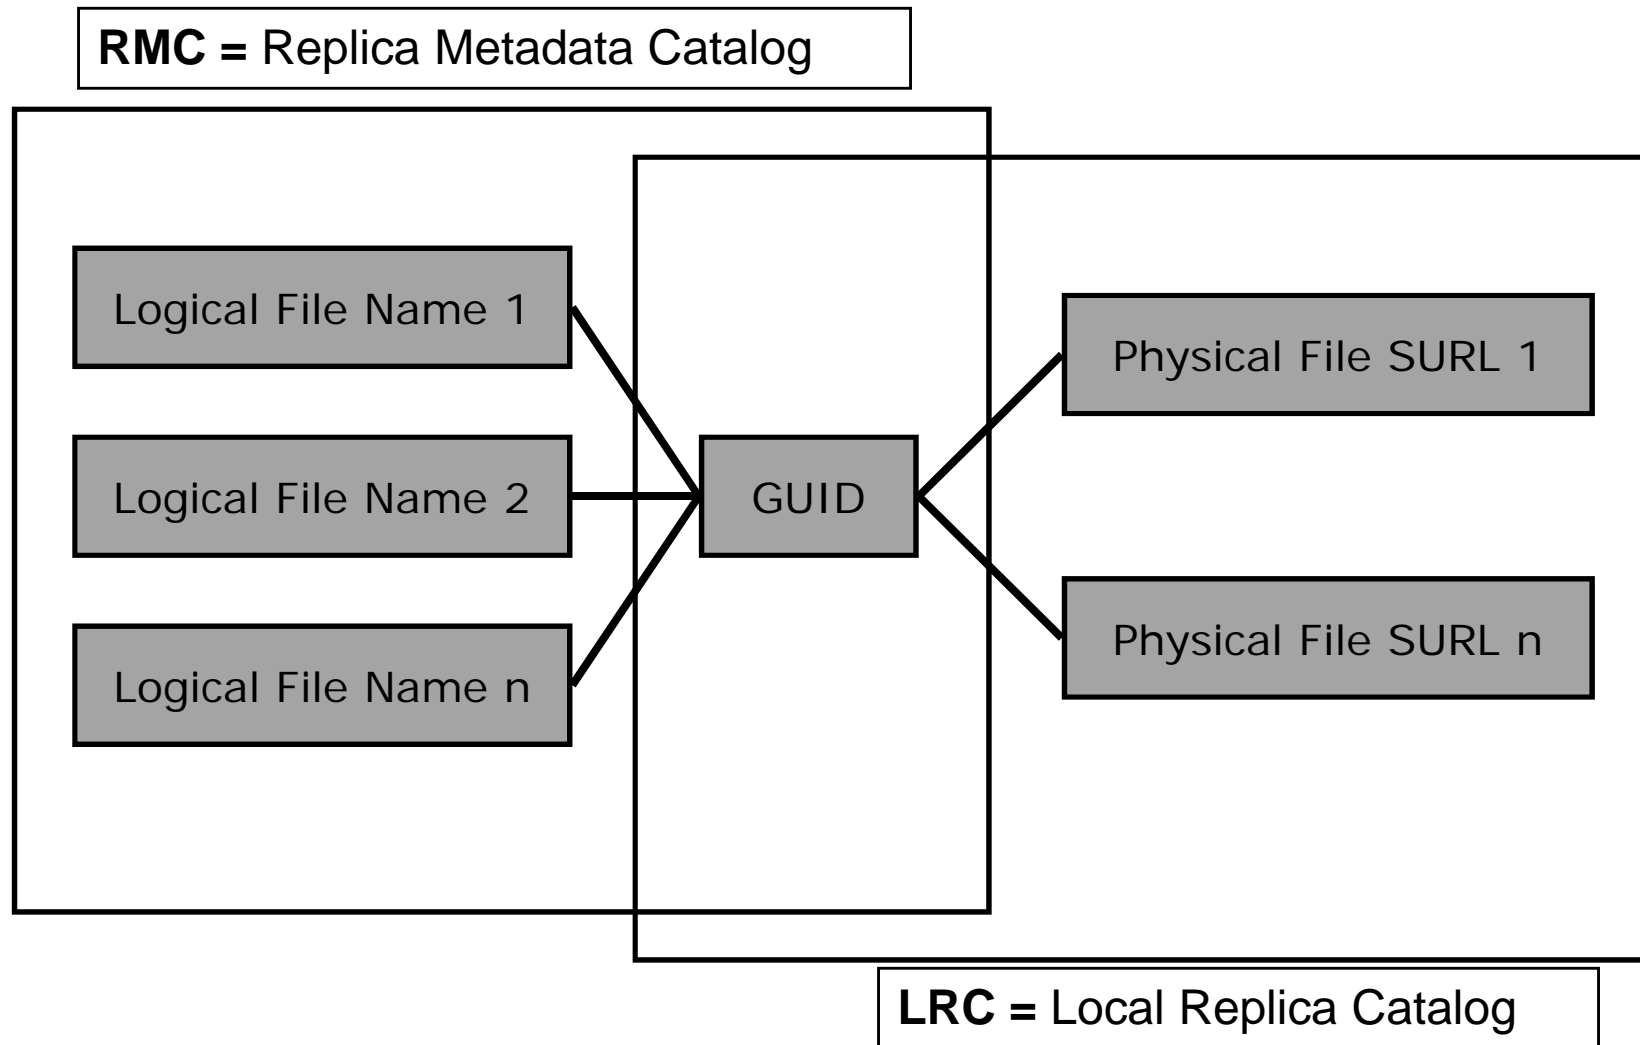 RMC = Replica Metadata Catalog
Logical File Name 1
Logical File Name 2
Logical File Name n
GUID
Physical File SURL 1
Physical File SURL n
LRC = Local Replica Catalog